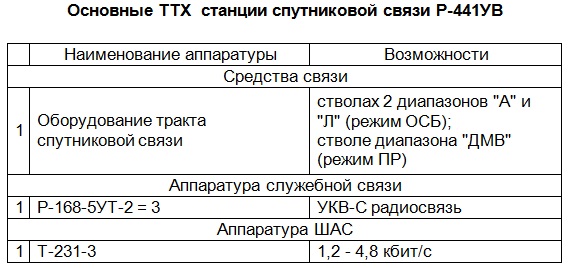 Основные ТТХ станции спутниковой связи Р-441УВ
Наименование аппаратуры Возможности
Средства связи
1 Оборудование тракта спутниковой связи
стволах 2 диапазонов "А" и
"Л" (режим ОСБ);
стволе диапазона "ДМВ"
(режим ПР)
Аппаратура служебной связи
1 Р-168-5УТ-2 = 3 УКВ-С радиосвязь
Аппаратура ШАС
1 Т-231-3 1,2 - 4,8 кбит/с